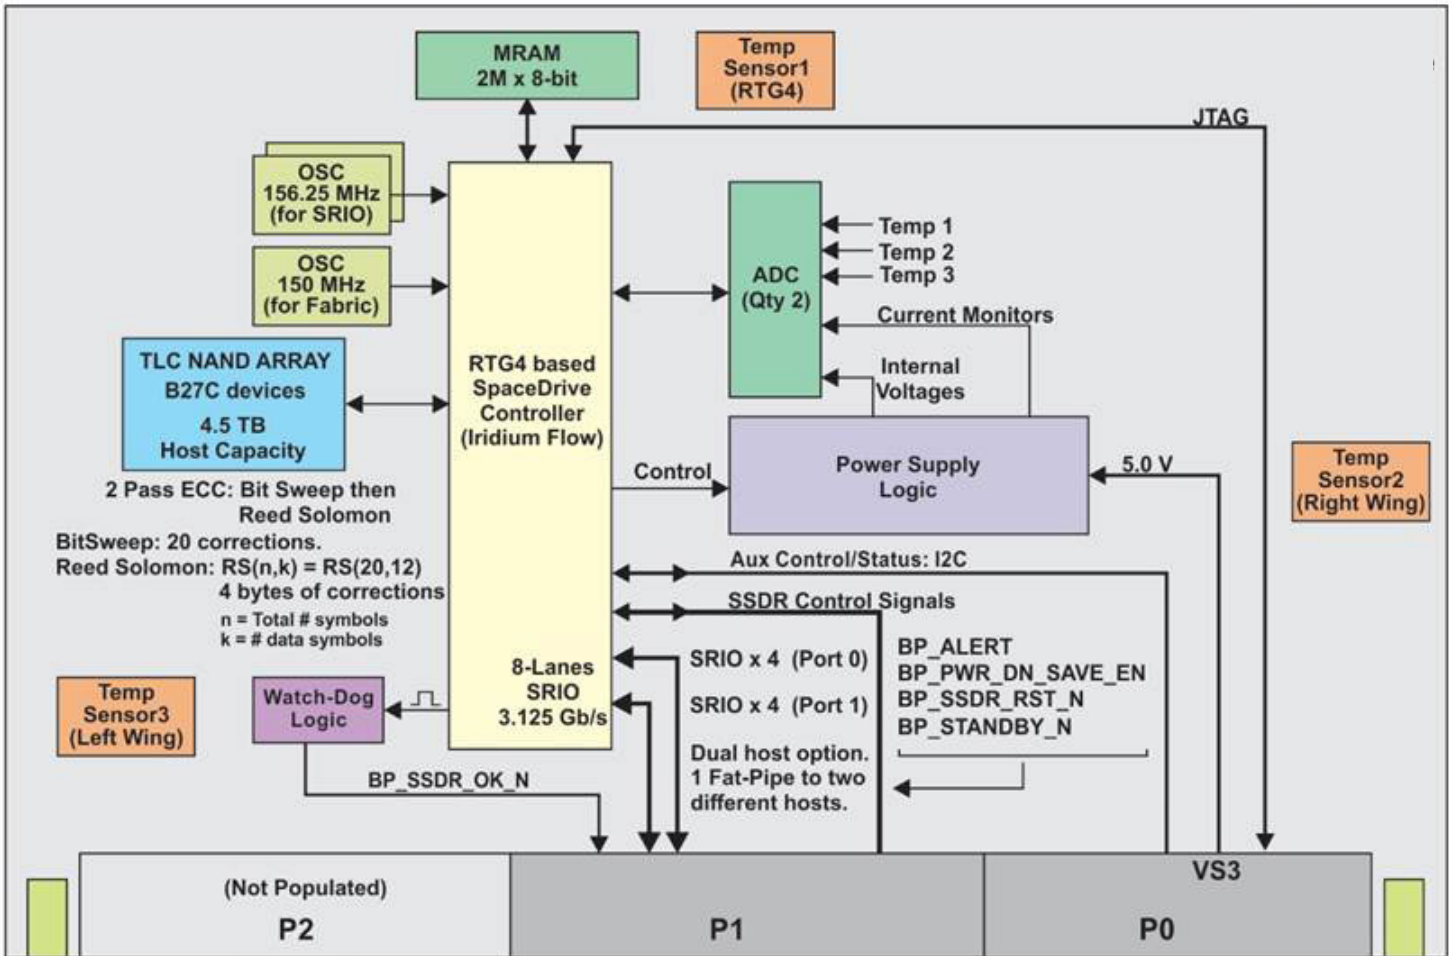 MRAM
2M x 8-bit
Temp
Sensor1
(RTG4)
JTAG
OSC
156.25 MHz
(for SRIO)
OSC
150 MHz
(for Fabric)
TLC NAND ARRAY
B27C devices
4.5 TB
Host Capacity
2 Pass ECC: Bit Sweep then
Reed Solomon
BitSweep: 20 corrections.
Reed Solomon: RS(n,k) = RS(20,12)
4 bytes of corrections
n = Total # symbols
k = # data symbols
RTG4 based
SpaceDrive
Controller
(Iridium Flow)
8-Lanes
SRIO
3.125 Gb/s
ADC
(Qty 2)
Temp 1
Temp 2
Temp 3
Current Monitors
Internal
Voltages
Control
Power Supply
Logic
5.0 V
Temp
Sensor2
(Right Wing)
Aux Control/Status: I2C
SSDR Control Signals
SRIO x 4 (Port 0)
SRIO x 4 (Port 1)
Dual host option.
1 Fat-Pipe to two
different hosts.
BP_ALERT
BP_PWR_DN_SAVE_EN
BP_SSDR_RST_N
BP_STANDBY_N
Temp
Sensor3
(Left Wing)
Watch-Dog
Logic
BP_SSDR_OK_N
(Not Populated)
P2
P1
VS3
P0